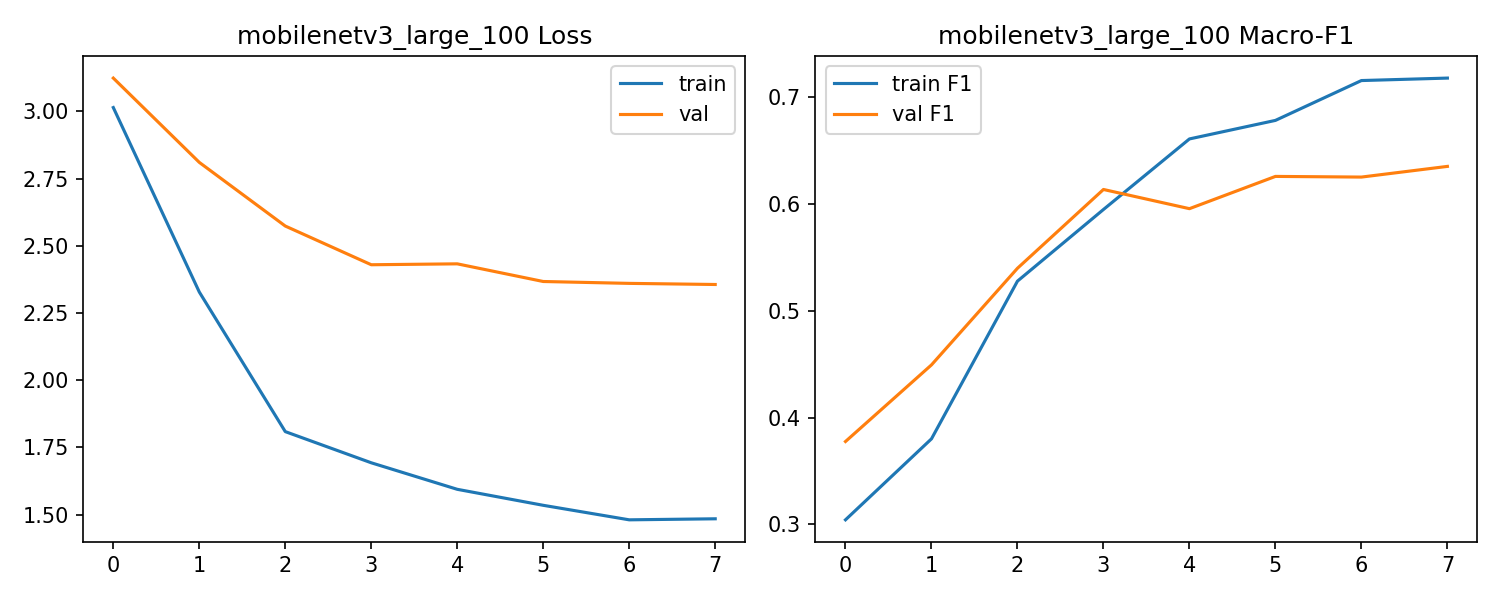 mobilenetv3_large_100 Loss
train
val
3.00
2.75
2.50
2.25
2.00
1.75
1.50
0 1 2 3 4 5 6 7
mobilenetv3_large_100 Macro-F1
train F1
val F1
0.7
0.6
0.5
0.4
0.3
0 1 2 3 4 5 6 7